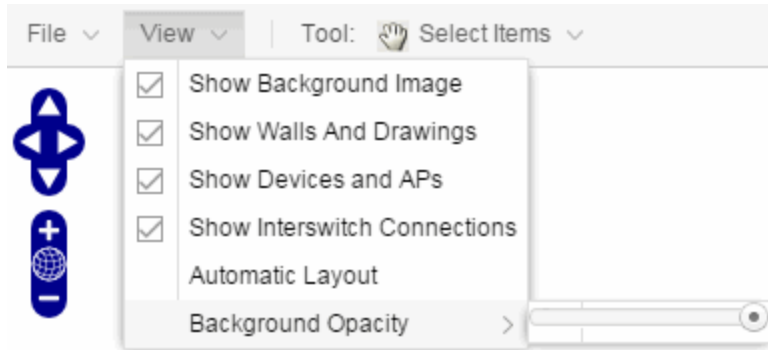 File View Tool: Select Items
Show Background Image
Show Walls And Drawings
Show Devices and APs
Show Interswitch Connections
Automatic Layout
Background Opacity